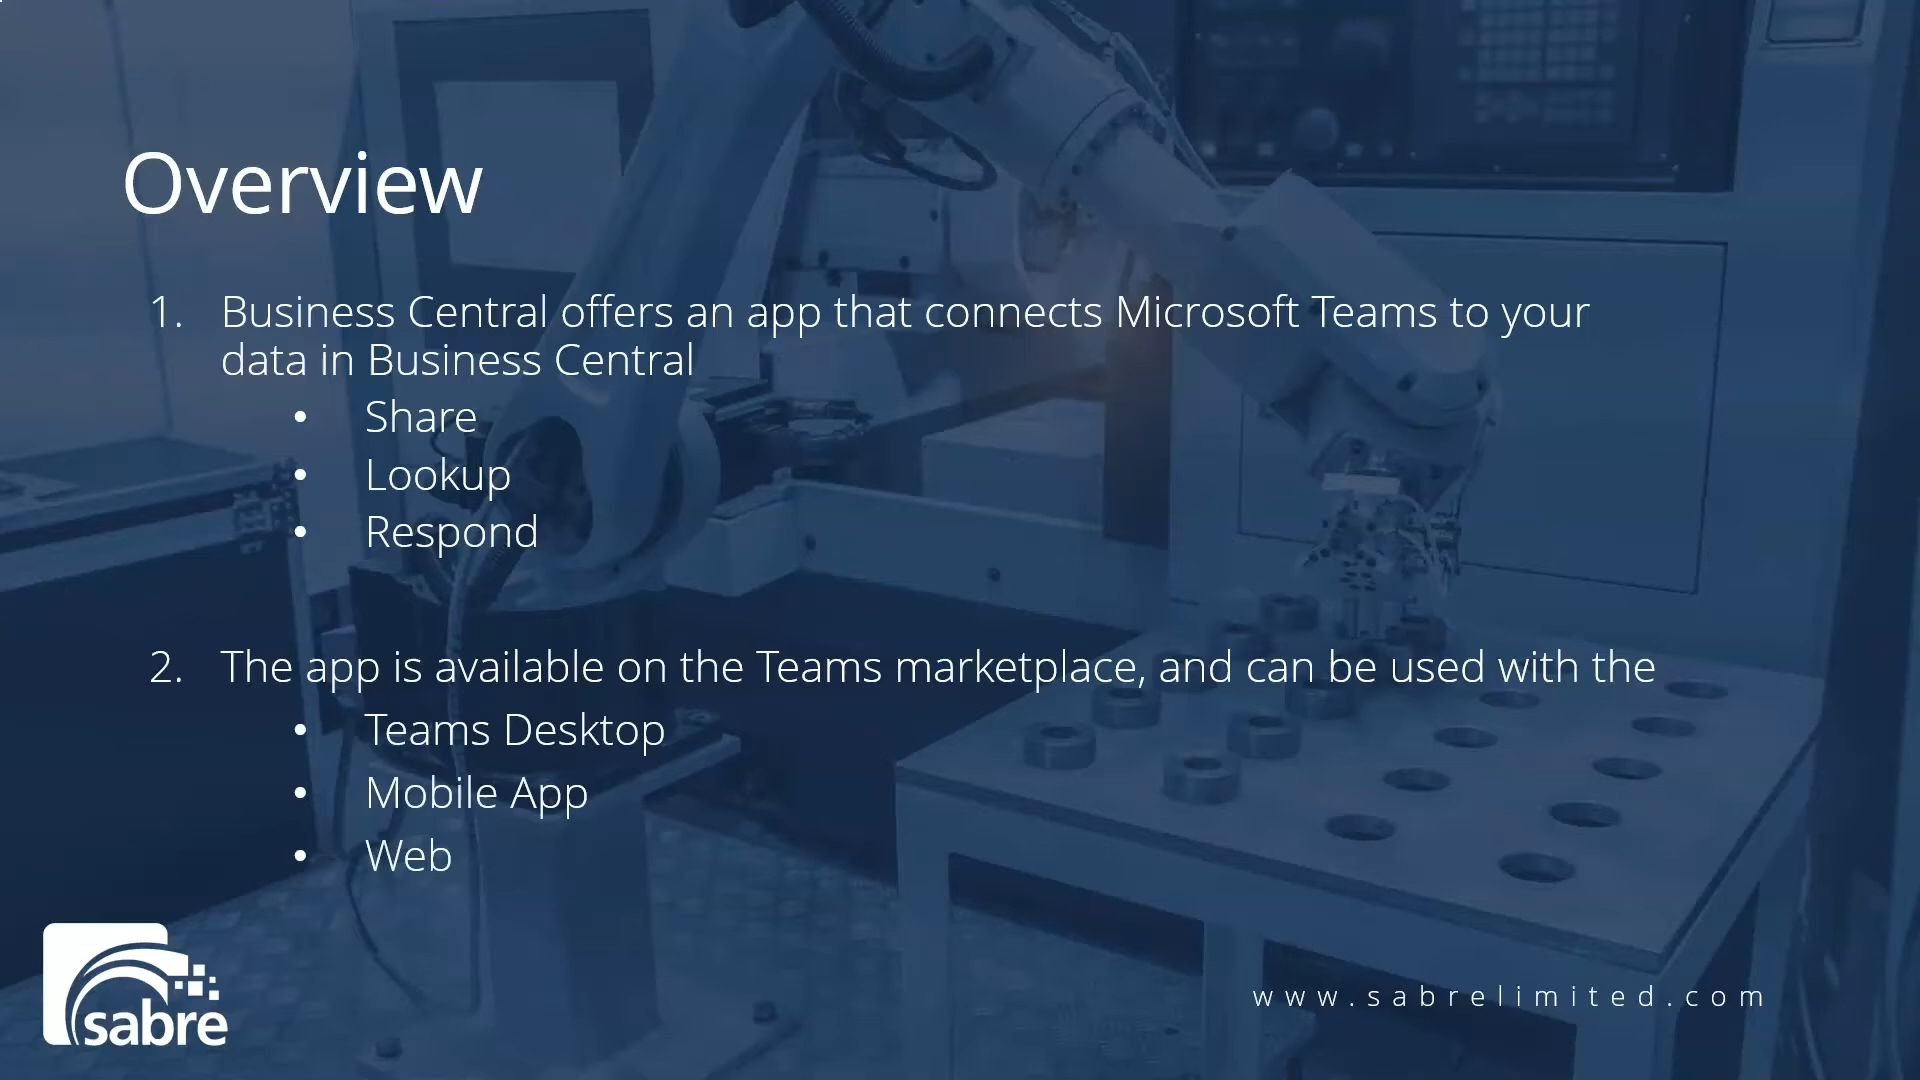 Overview
1. Business Central offers an app that connects Microsoft Teams to your
data in Business Central
• Share
• Lookup
• Respond
2. The app is available on the Teams marketplace, and can be used with the
• Teams Desktop
• Mobile App
• Web
sabre
www.sabrelimited.com